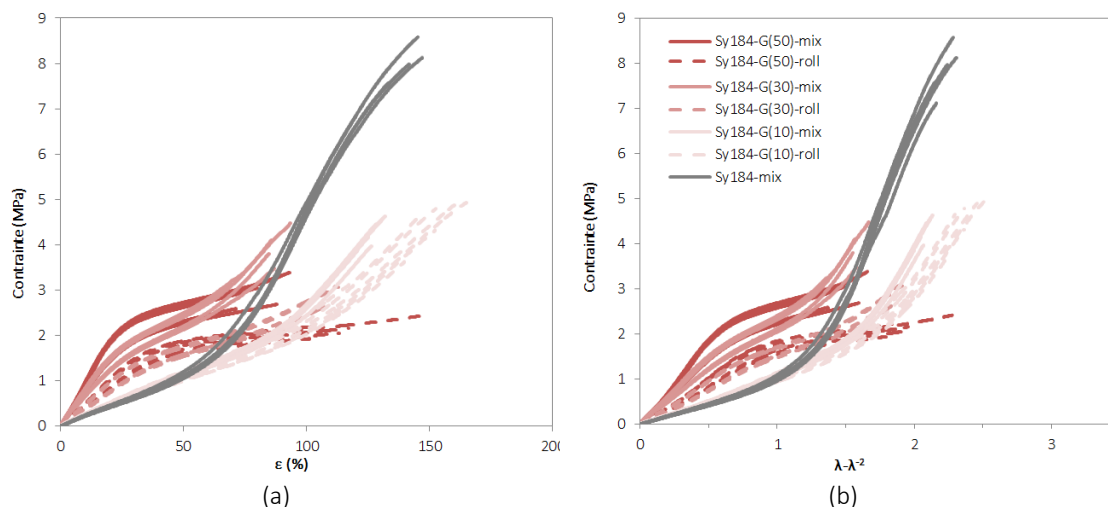 9
8
7
6
5
4
3
2
1
0
Contrainte (MPa)
0
50
100
150
200
ε (%)
(a)
9
8
7
6
5
4
3
2
1
0
Contrainte (MPa)
Sy184-G(50)-mix
Sy184-G(50)-roll
Sy184-G(30)-mix
Sy184-G(30)-roll
Sy184-G(10)-mix
Sy184-G(10)-roll
Sy184-mix
0
1
2
3
λ-λ⁻²
(b)